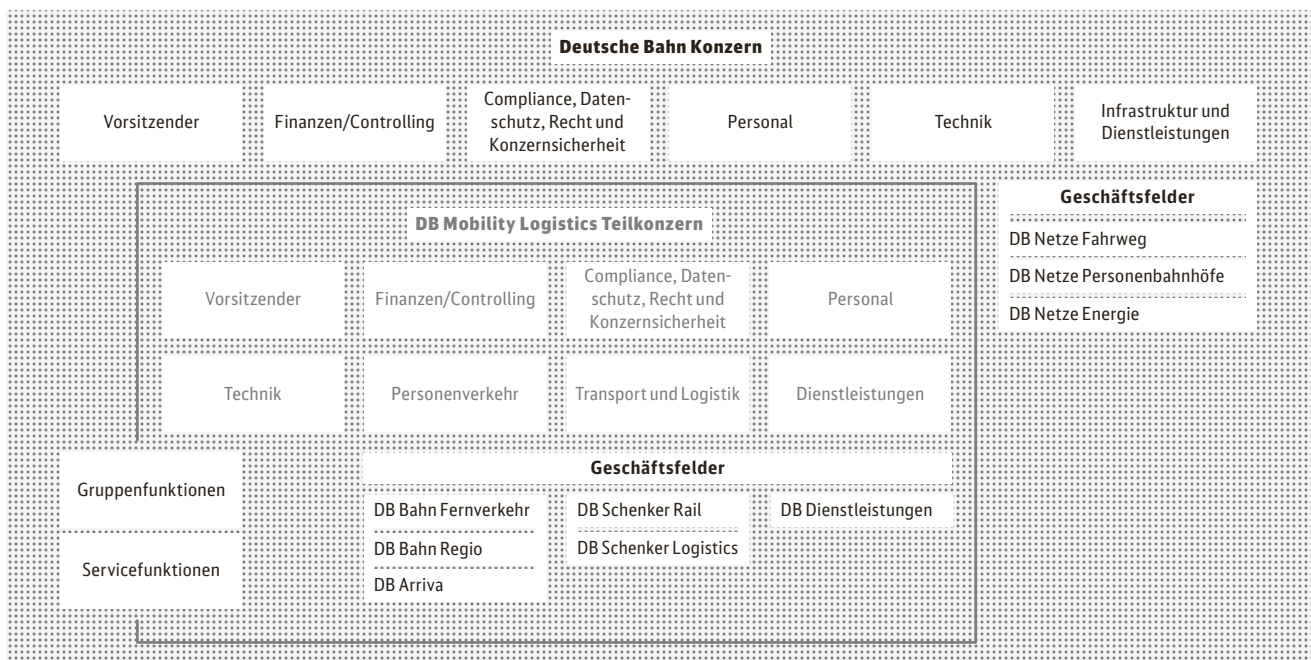 Deutsche Bahn Konzern
Vorsitzender
Finanzen/Controlling
Compliance, Daten-
schutz, Recht und
Konzernsicherheit
Personal
Technik
Infrastruktur und
Dienstleistungen
Geschäftsfelder
DB Netze Fahrweg
DB Netze Personenbahnhöfe
DB Netze Energie
DB Mobility Logistics Teilkonzern
Vorsitzender
Finanzen/Controlling
Compliance, Daten-
schutz, Recht und
Konzernsicherheit
Personal
Technik
Personenverkehr
Transport und Logistik
Dienstleistungen
Gruppenfunktionen
Servicefunktionen
Geschäftsfelder
DB Bahn Fernverkehr
DB Bahn Regio
DB Arriva
DB Schenker Rail
DB Schenker Logistics
DB Dienstleistungen